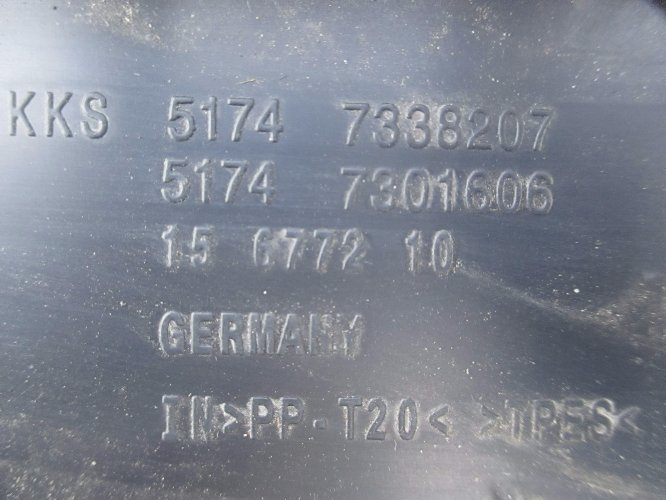 KKS 5174 7338207
5174 7301606
15 6772 10
GERMANY
IN>PP-T20< >TPES<